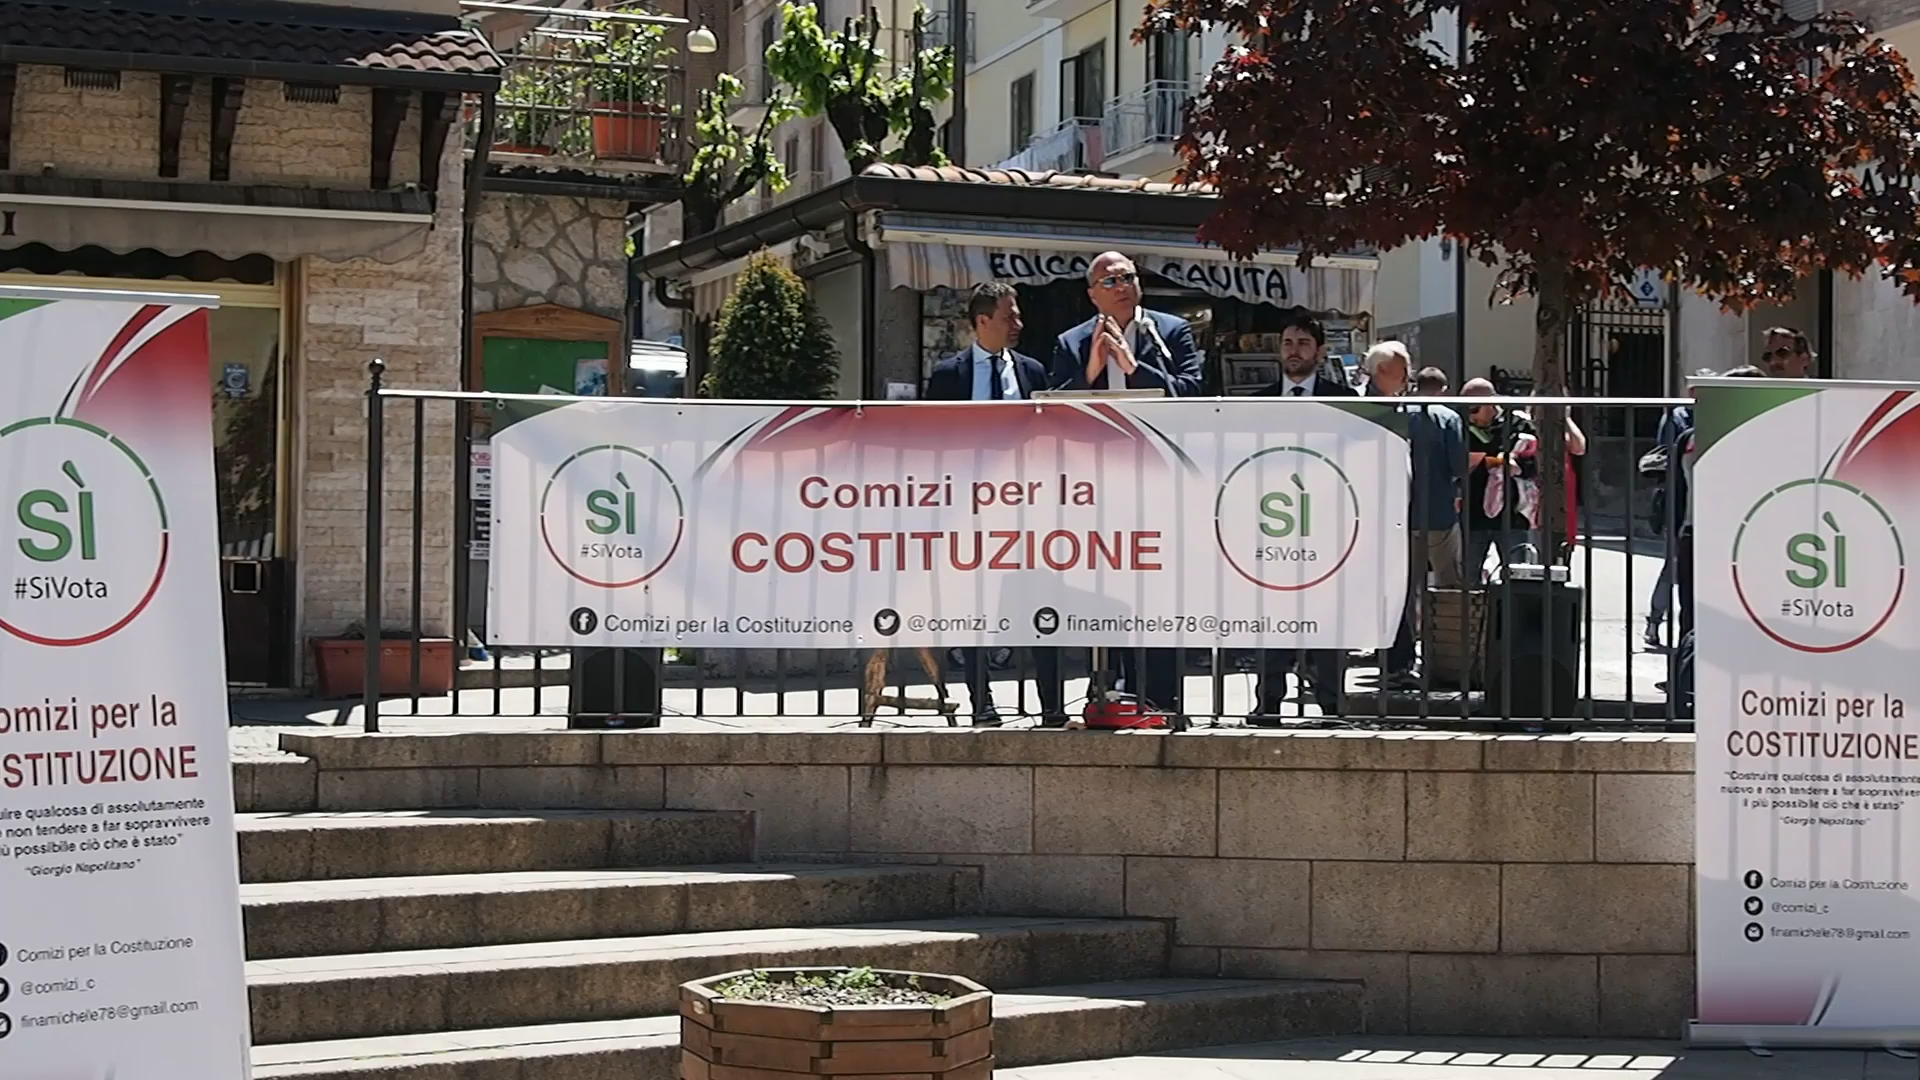 EDICO CAVITA
SÌ
#SiVota
Comizi per la
COSTITUZIONE
SÌ
#SiVota
Comizi per la Costituzione @comizi_c finamichele78@gmail.com
SÌ
#SiVota
omizi per la
STITUZIONE
uire qualcosa di assolutamente
e non tendere a far sopravvivere
iù possibile ciò che è stato"
"Giorgio Napolitano"
Comizi per la Costituzione
@comizi_c
finamichele78@gmail.com
SÌ
#SiVota
Comizi per la
COSTITUZIONE
"Costruire qualcosa di assolutamente
nuovo e non tendere a far sopravvivere
il più possibile ciò che è stato"
"Giorgio Napolitano"
Comizi per la Costituzione
@comizi_c
finamichele78@gmail.com